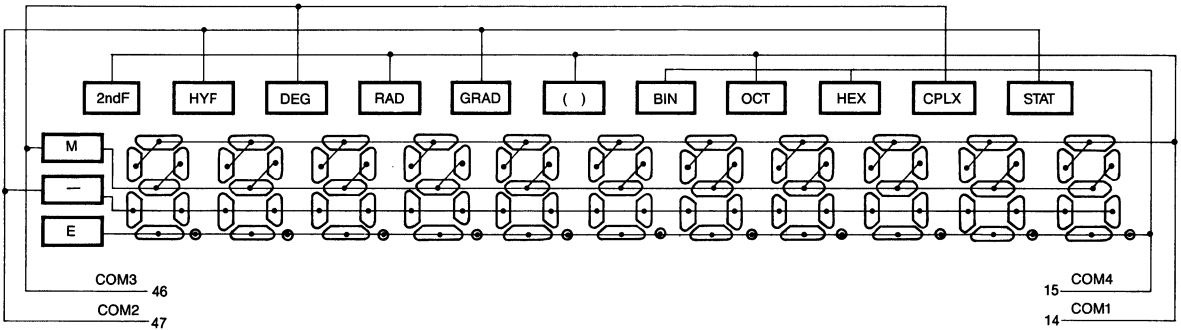 2ndF HYF DEG RAD GRAD ( ) BIN OCT HEX CPLX STAT
M
—
E
COM3 46
COM2 47
COM4 15
COM1 14